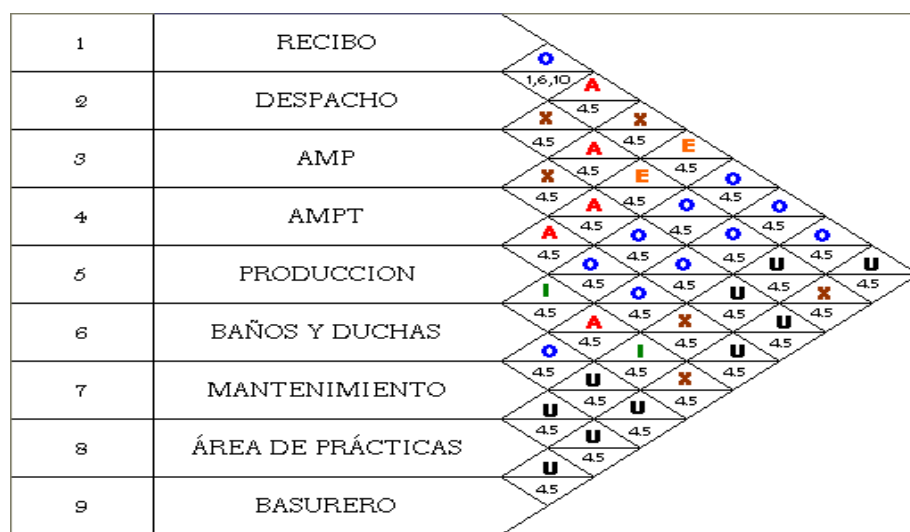 1 RECIBO
O
1,6,10 A
2 DESPACHO 4.5
X X
4.5 A 4.5 E
3 AMP
X 4.5 E 4.5 O
4.5 A 4.5 O 4.5 O
4 AMPT
A 4.5 O 4.5 O 4.5 O
4.5 O 4.5 O 4.5 U 4.5 U
5 PRODUCCION
I 4.5 O 4.5 U 4.5 X 4.5
4.5 A 4.5 X 4.5 U 4.5
6 BAÑOS Y DUCHAS
O 4.5 I 4.5 U 4.5
4.5 U 4.5 X 4.5
7 MANTENIMIENTO
U 4.5 U 4.5
4.5 U 4.5
8 ÁREA DE PRÁCTICAS
U 4.5
4.5
9 BASURERO